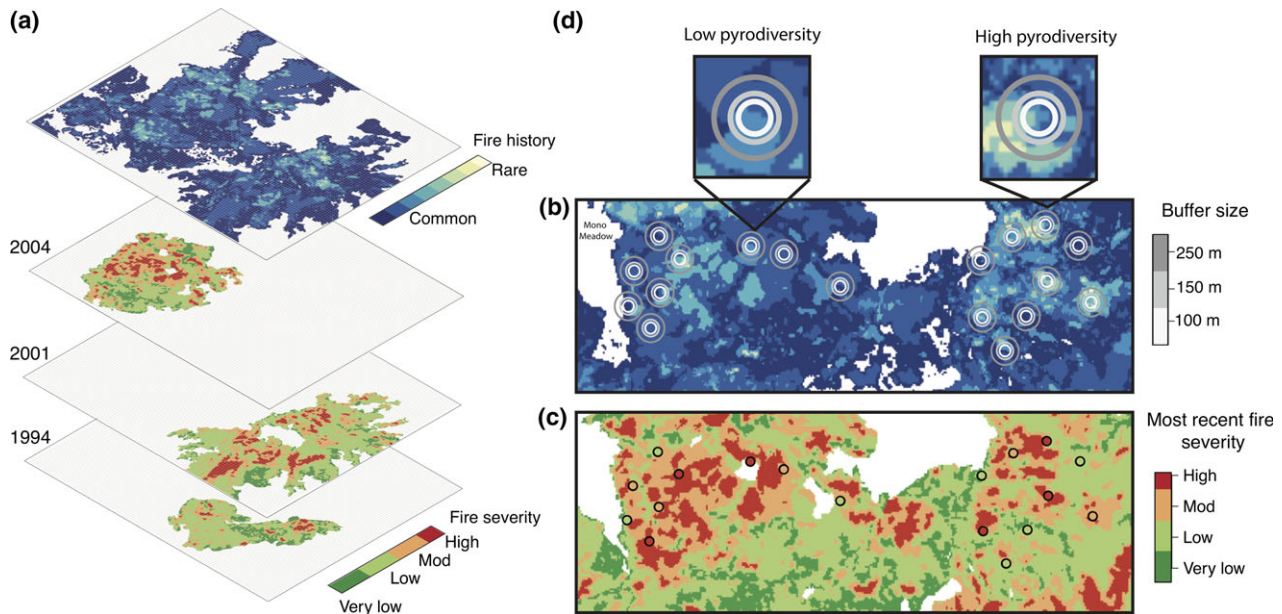 (a)
Fire history
Rare
Common
2004
2001
1994
Fire severity
High
Mod
Low
Very low
(d)
Low pyrodiversity
High pyrodiversity
(b)
Mono
Meadow
Buffer size
250 m
150 m
100 m
(c)
Most recent fire
severity
High
Mod
Low
Very low